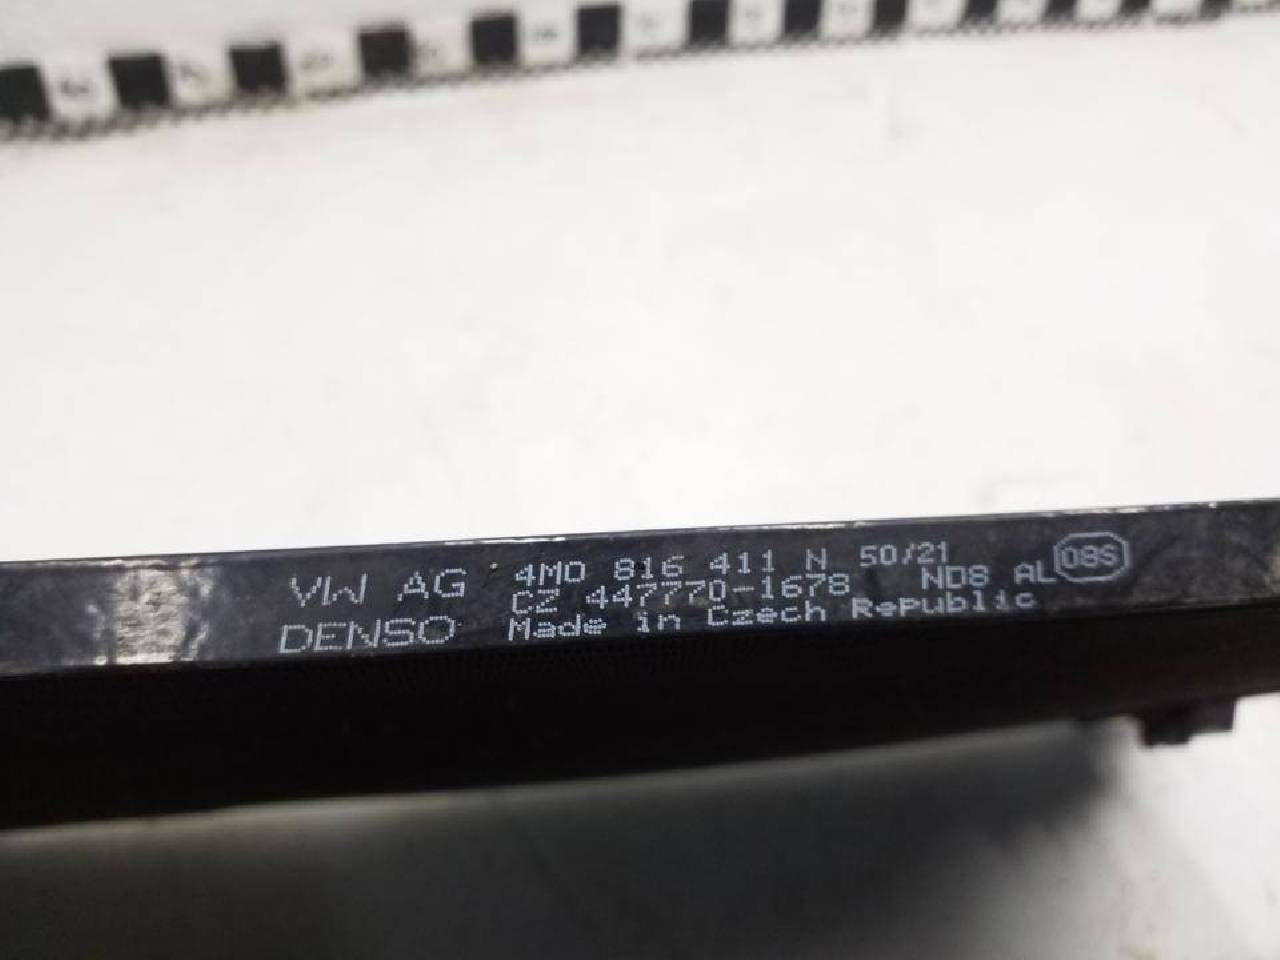 VW AG 4M0 816 411 N 50/21
CZ 447770-1678 ND8 AL 08S
DENSO Made in Czech Republic